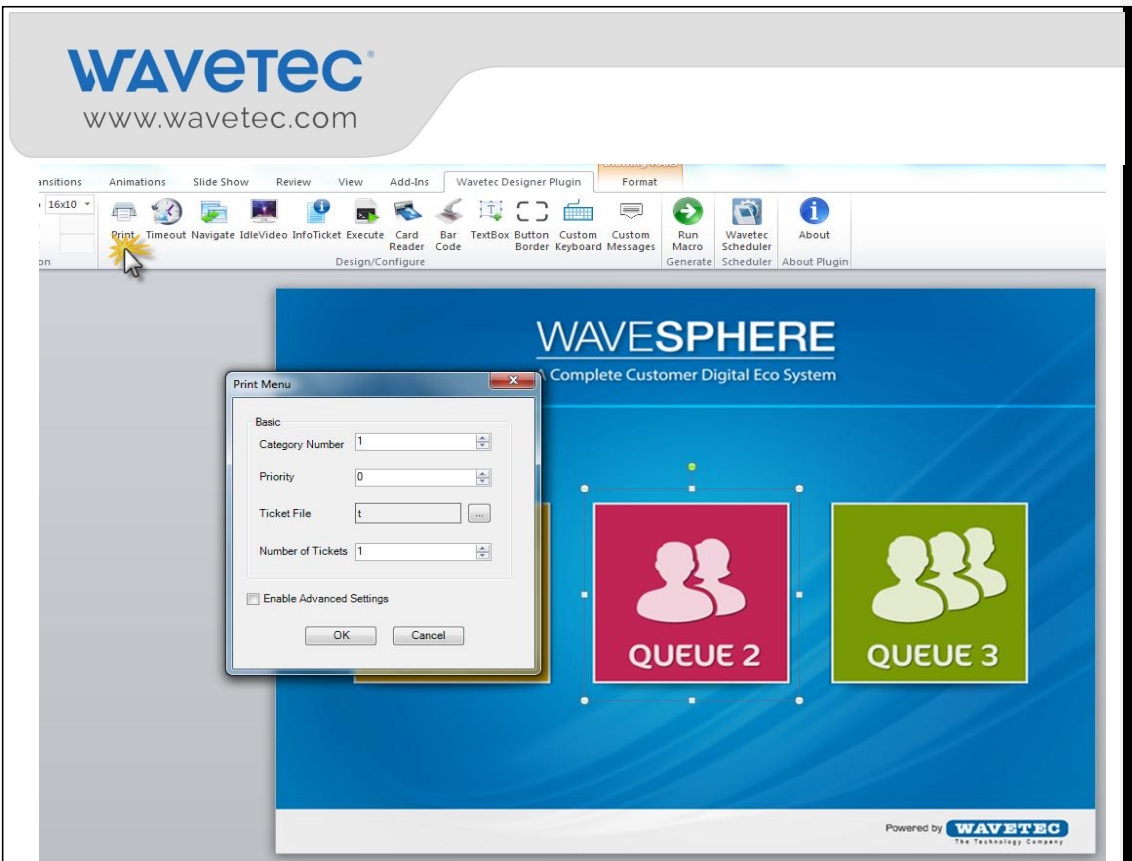 WAVETEC®
www.wavetec.com
ansitions Animations Slide Show Review View Add-Ins Wavetec Designer Plugin Format
16x10
Print Timeout Navigate IdleVideo InfoTicket Execute Card Reader Bar Code TextBox Button Border Custom Keyboard Custom Messages Run Macro Wavetec Scheduler About
on Design/Configure Generate Scheduler About Plugin
WAVESPHERE
A Complete Customer Digital Eco System
Print Menu
Basic
Category Number 1
Priority 0
Ticket File t ...
Number of Tickets 1
Enable Advanced Settings
OK Cancel
QUEUE 2
QUEUE 3
Powered by WAVETEC
The Technology Company